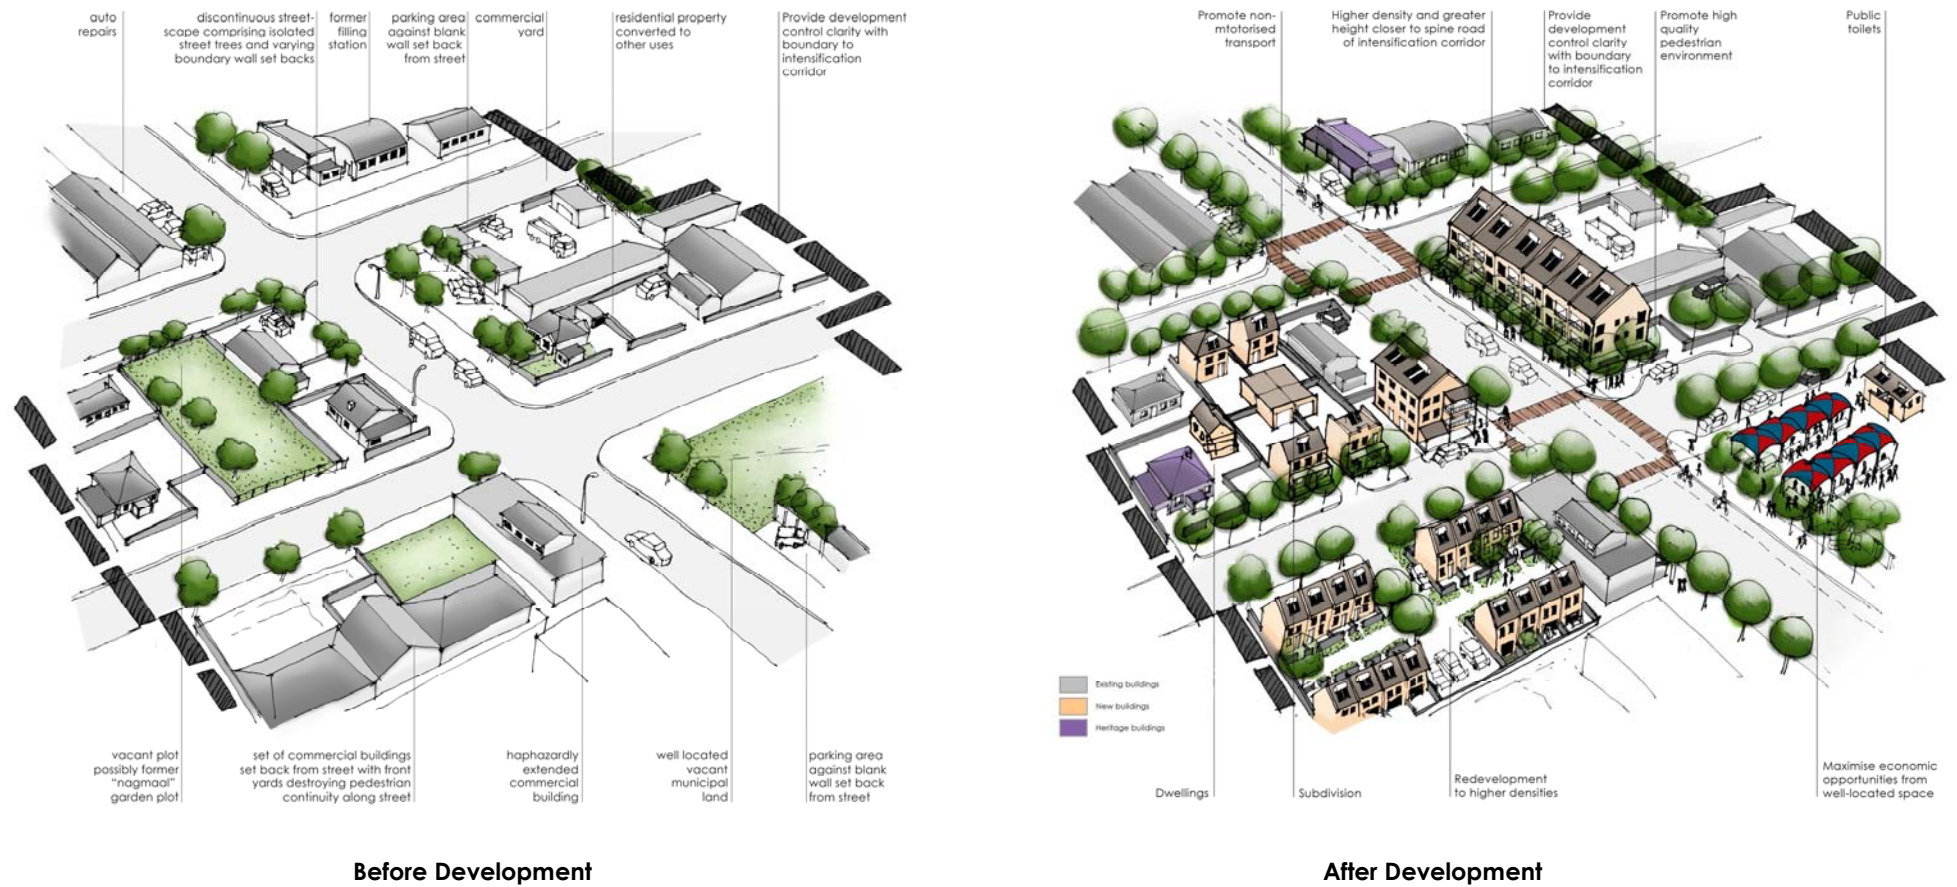 auto
repairs
discontinuous street-
scape comprising isolated
street trees and varying
boundary wall set backs
former
filling
station
parking area
against blank
wall set back
from street
commercial
yard
residential property
converted to
other uses
Provide development
control clarity with
boundary to
intensification
corridor
vacant plot
possibly former
"nagmaal"
garden plot
set of commercial buildings
set back from street with front
yards destroying pedestrian
continuity along street
haphazardly
extended
commercial
building
well located
vacant
municipal
land
parking area
against blank
wall set back
from street
Before Development
Promote non-
mtotorised
transport
Higher density and greater
height closer to spine road
of intensification corridor
Provide
development
control clarity
with boundary
to intensification
corridor
Promote high
quality
pedestrian
environment
Public
toilets
Existing buildings
New buildings
Heritage buildings
Dwellings
Subdivision
Redevelopment
to higher densities
Maximise economic
opportunities from
well-located space
After Development